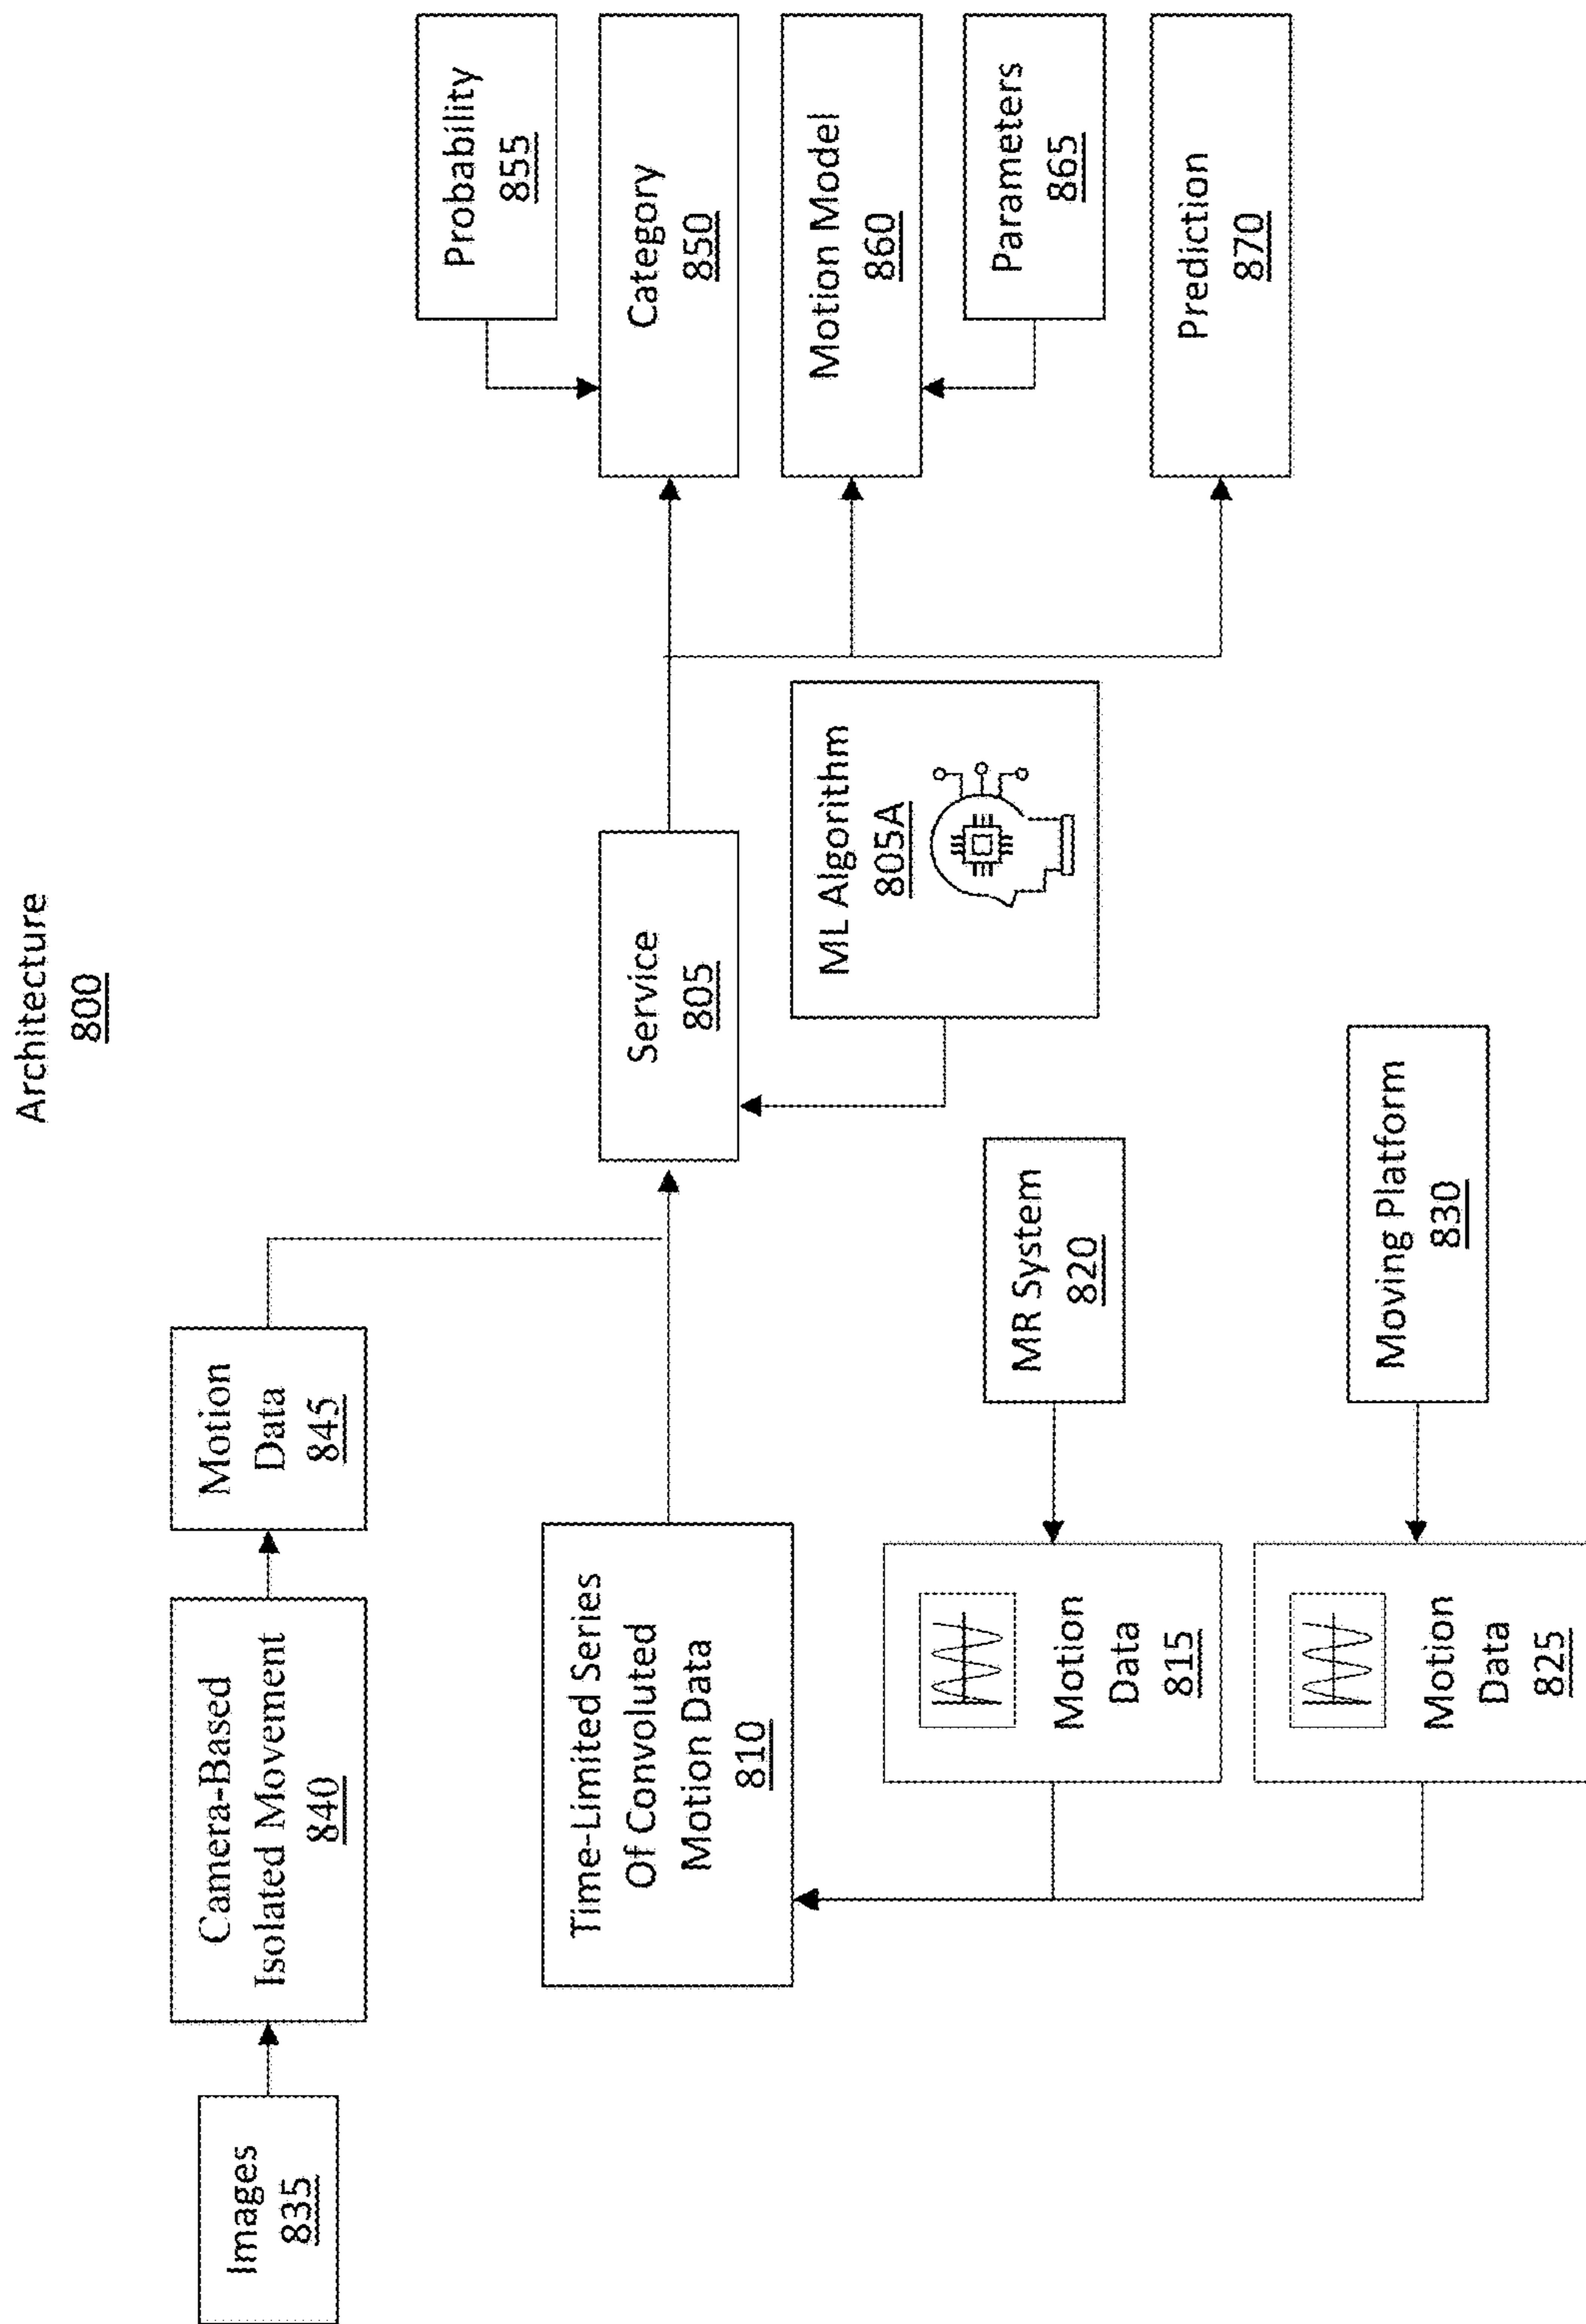 Architecture
800
Images
835
Camera-Based
Isolated Movement
840
Motion
Data
845
Time-Limited Series
Of Convoluted
Motion Data
810
Motion
Data
815
MR System
820
Motion
Data
825
Moving Platform
830
Service
805
ML Algorithm
805A
Probability
855
Category
850
Motion Model
860
Parameters
865
Prediction
870